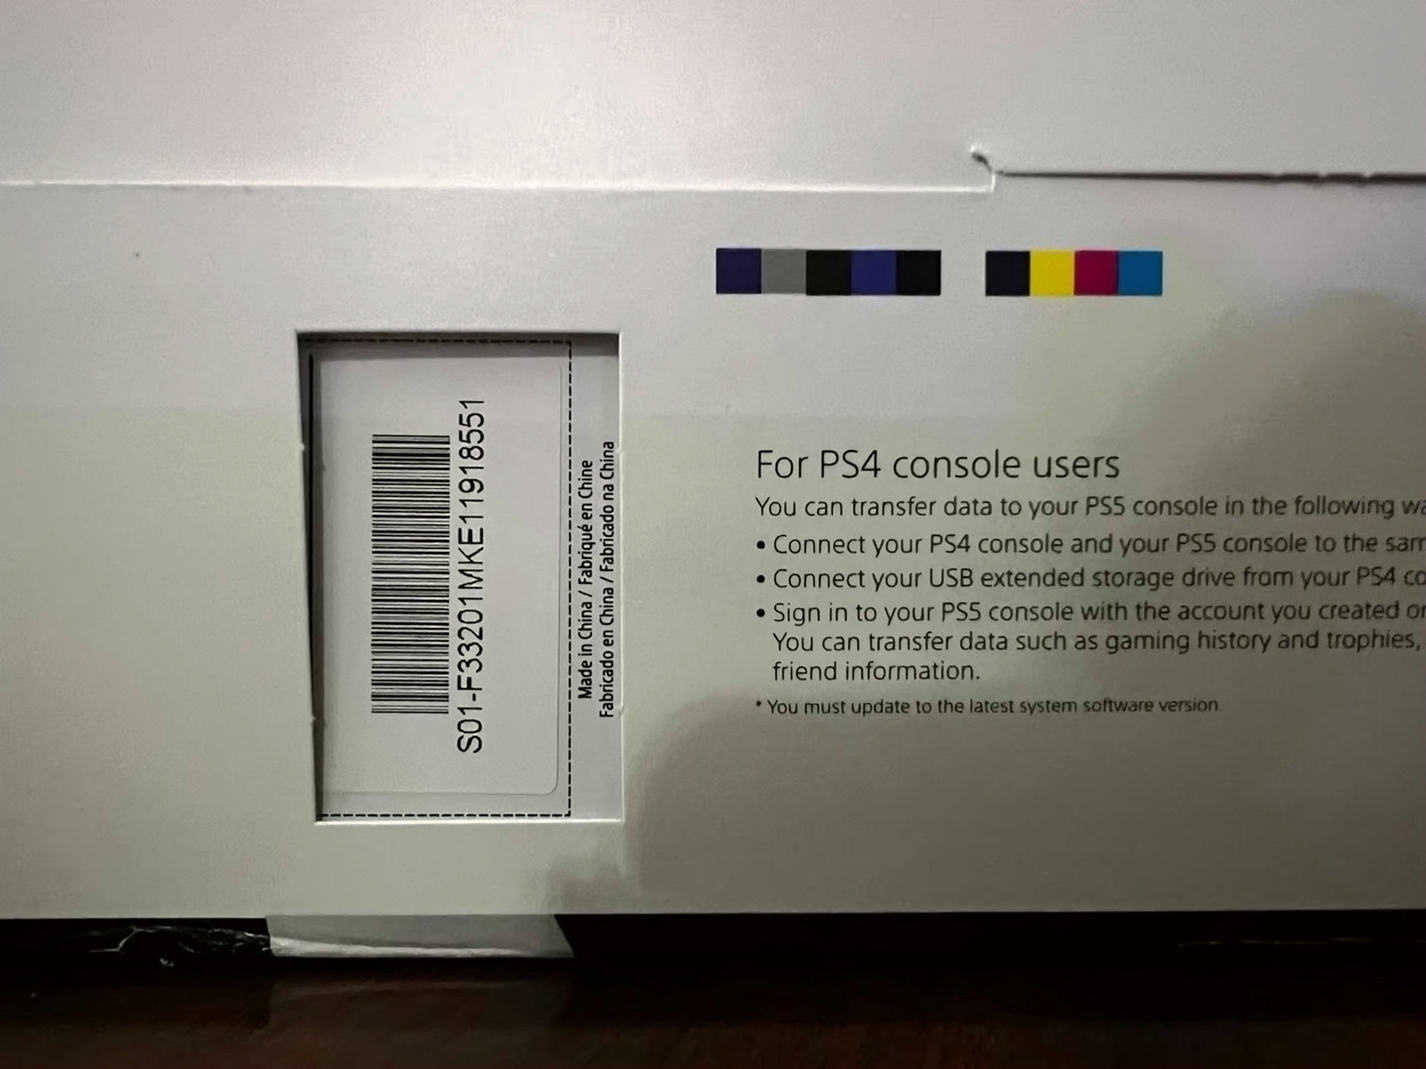 S01-F33201MKE11918551
Made in China / Fabriqué en Chine
Fabricado en China / Fabricado na China
For PS4 console users
You can transfer data to your PS5 console in the following
• Connect your PS4 console and your PS5 console to the
• Connect your USB extended storage drive from your PS4
• Sign in to your PS5 console with the account you created
You can transfer data such as gaming history and trophies,
friend information.
* You must update to the latest system software version.